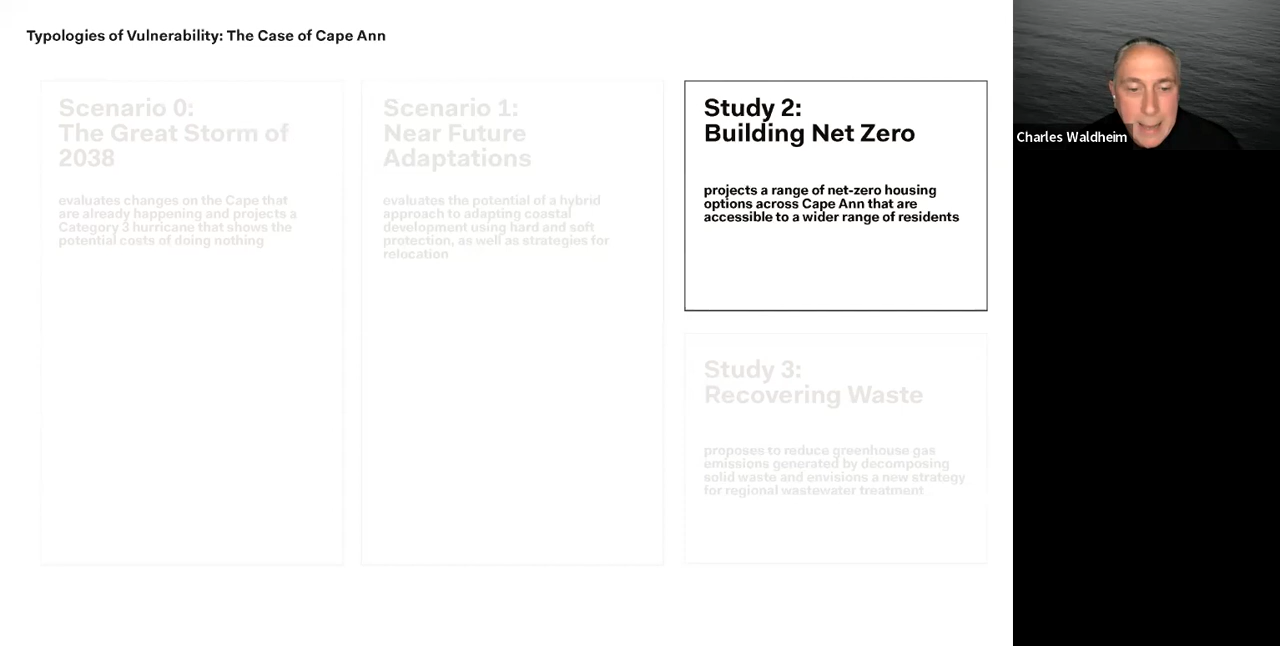 Typologies of Vulnerability: The Case of Cape Ann
Scenario 0:
The Great Storm of
2038
evaluates changes on the Cape that
are already happening and projects a
Category 3 hurricane that shows the
potential costs of doing nothing
Scenario 1:
Near Future
Adaptations
evaluates the potential of a hybrid
approach to adapting coastal
development using hard and soft
protection, as well as strategies for
relocation
Study 2:
Building Net Zero
projects a range of net-zero housing
options across Cape Ann that are
accessible to a wider range of residents
Study 3:
Recovering Waste
proposes to reduce greenhouse gas
emissions generated by decomposing
solid waste and envisions a new strategy
for regional wastewater treatment
Charles Waldheim